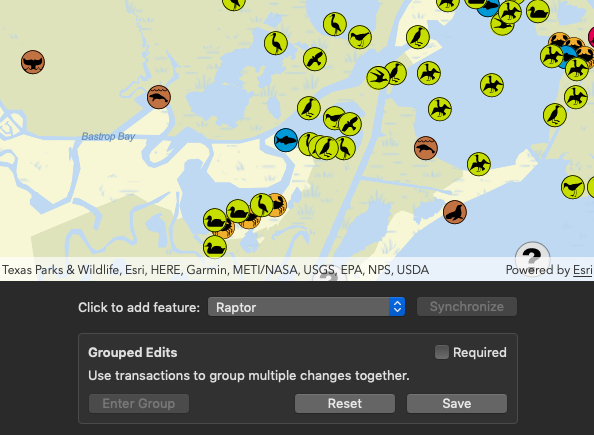 Bastrop Bay
Texas Parks & Wildlife, Esri, HERE, Garmin, METI/NASA, USGS, EPA, NPS, USDA
Powered by Esri
Click to add feature: Raptor Synchronize
Grouped Edits Required
Use transactions to group multiple changes together.
Enter Group Reset Save